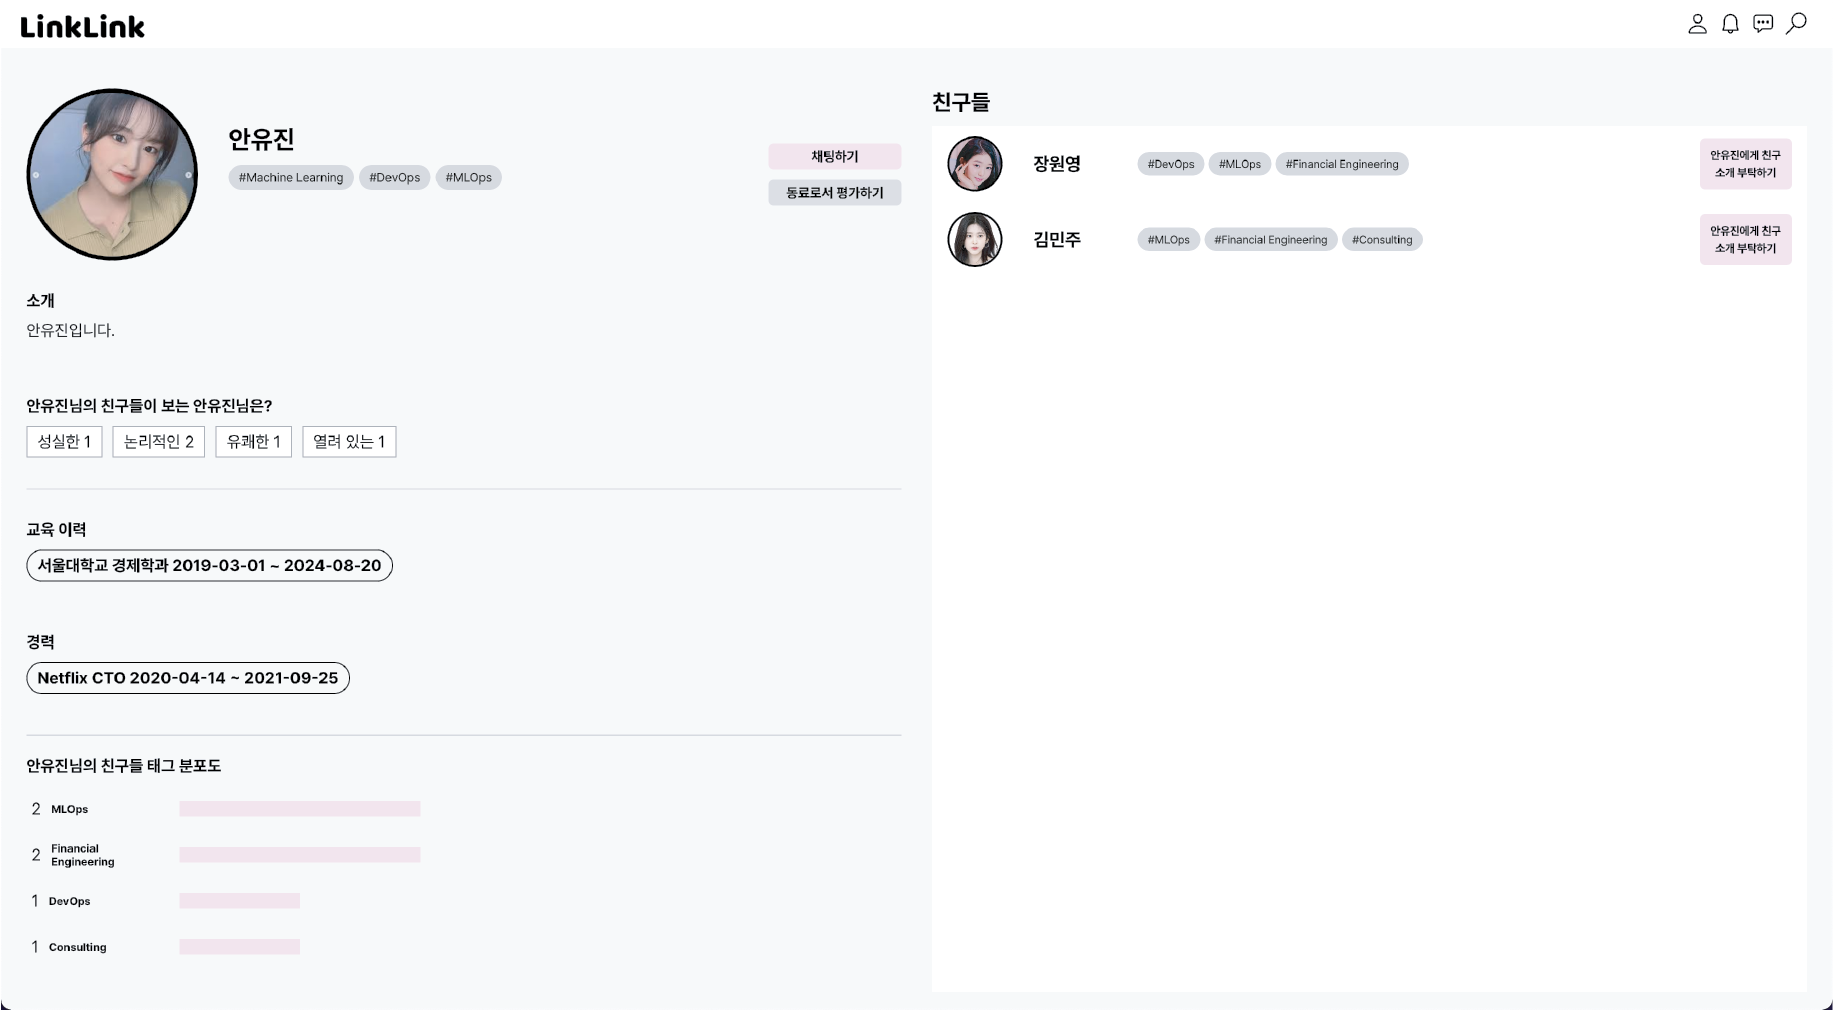 LinkLink
안유진
#Machine Learning #DevOps #MLOps
채팅하기
동료로서 평가하기
소개
안유진입니다.
안유진님의 친구들이 보는 안유진님은?
성실한 1 논리적인 2 유쾌한 1 열려 있는 1
교육 이력
서울대학교 경제학과 2019-03-01 ~ 2024-08-20
경력
Netflix CTO 2020-04-14 ~ 2021-09-25
안유진님의 친구들 태그 분포도
2 MLOps
2 Financial
Engineering
1 DevOps
1 Consulting
친구들
장원영 #DevOps #MLOps #Financial Engineering
안유진에게 친구
소개 부탁하기
김민주 #MLOps #Financial Engineering #Consulting
안유진에게 친구
소개 부탁하기